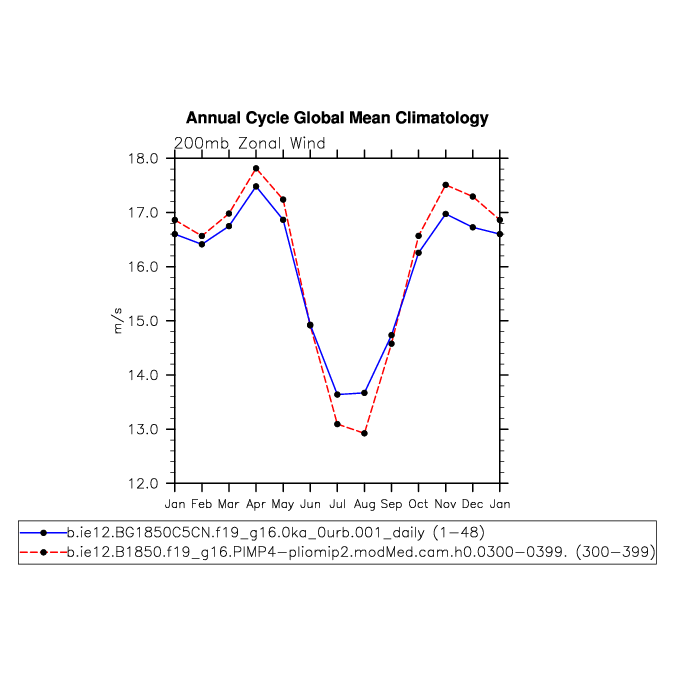 Annual Cycle Global Mean Climatology
200mb Zonal Wind
18.0
17.0
16.0
15.0
14.0
13.0
12.0
m/s
Jan Feb Mar Apr May Jun Jul Aug Sep Oct Nov Dec Jan
b.ie12.BG1850C5CN.f19_g16.0ka_0urb.001_daily (1-48)
b.ie12.B1850.f19_g16.PIMP4-pliomip2.modMed.cam.h0.0300-0399. (300-399)